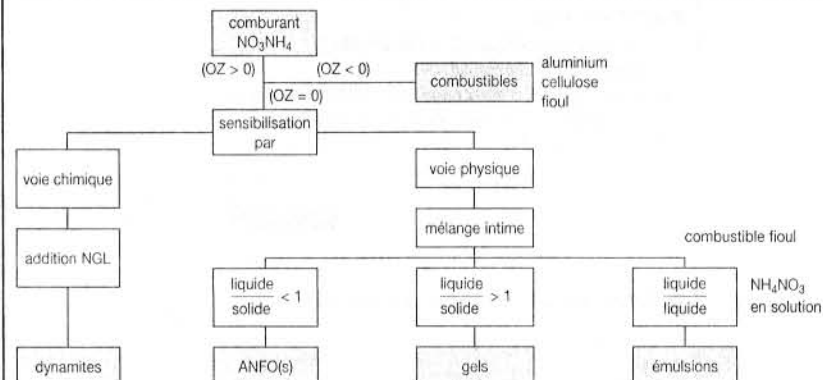 comburant
NO₃NH₄
(OZ > 0)
(OZ < 0)
(OZ = 0)
combustibles
aluminium
cellulose
fioul
sensibilisation
par
voie chimique
voie physique
addition NGL
mélange intime
combustible fioul
liquide
solide
< 1
liquide
solide
> 1
liquide
liquide
NH₄NO₃
en solution
dynamites
ANFO(s)
gels
émulsions